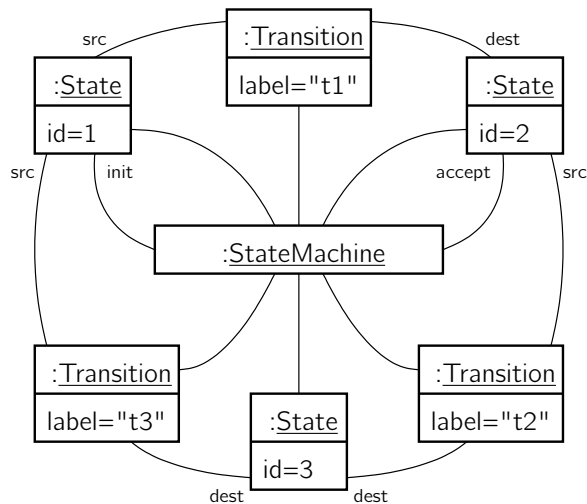 :Transition
label="t1"
src
dest
:State
id=1
:State
id=2
src
init
accept
src
:StateMachine
:Transition
label="t3"
:Transition
label="t2"
:State
id=3
dest
dest